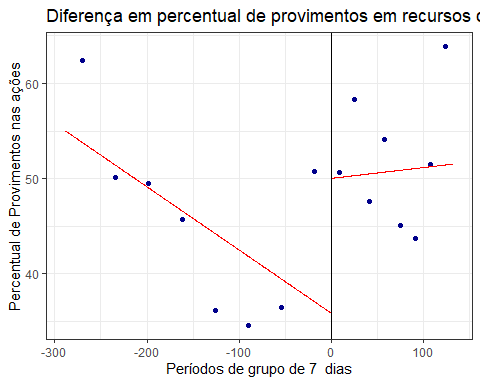 Diferença em percentual de provimentos em recursos
Percentual de Provimentos nas ações
60
50
40
-300
-200
-100
0
100
Períodos de grupo de 7  dias